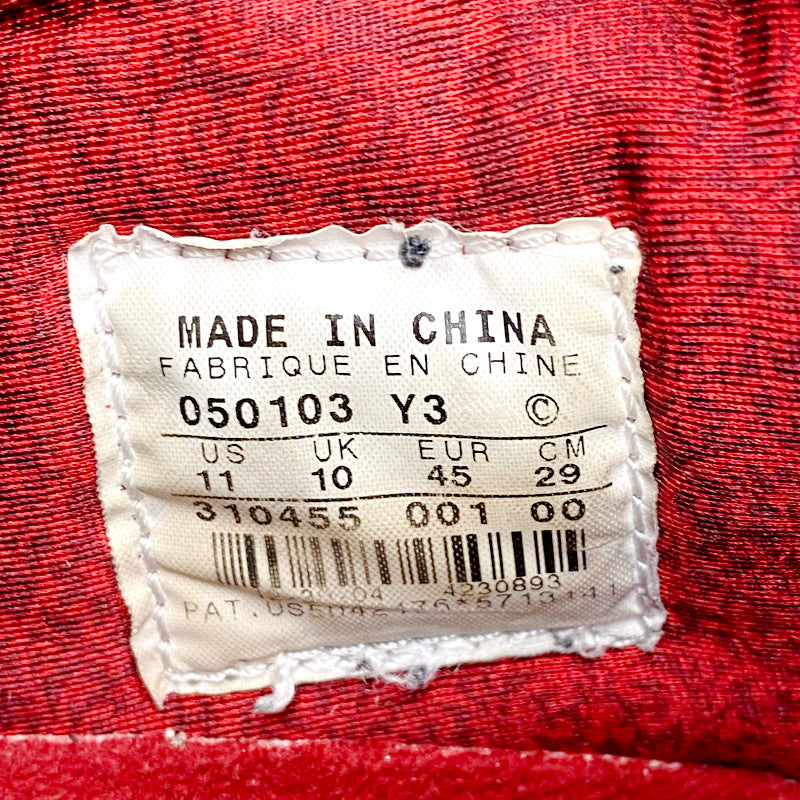 MADE IN CHINA
FABRIQUE EN CHINE
050103 Y3 ©
US UK EUR CM
11 10 45 29
310455 001 00
4230893
PAT.